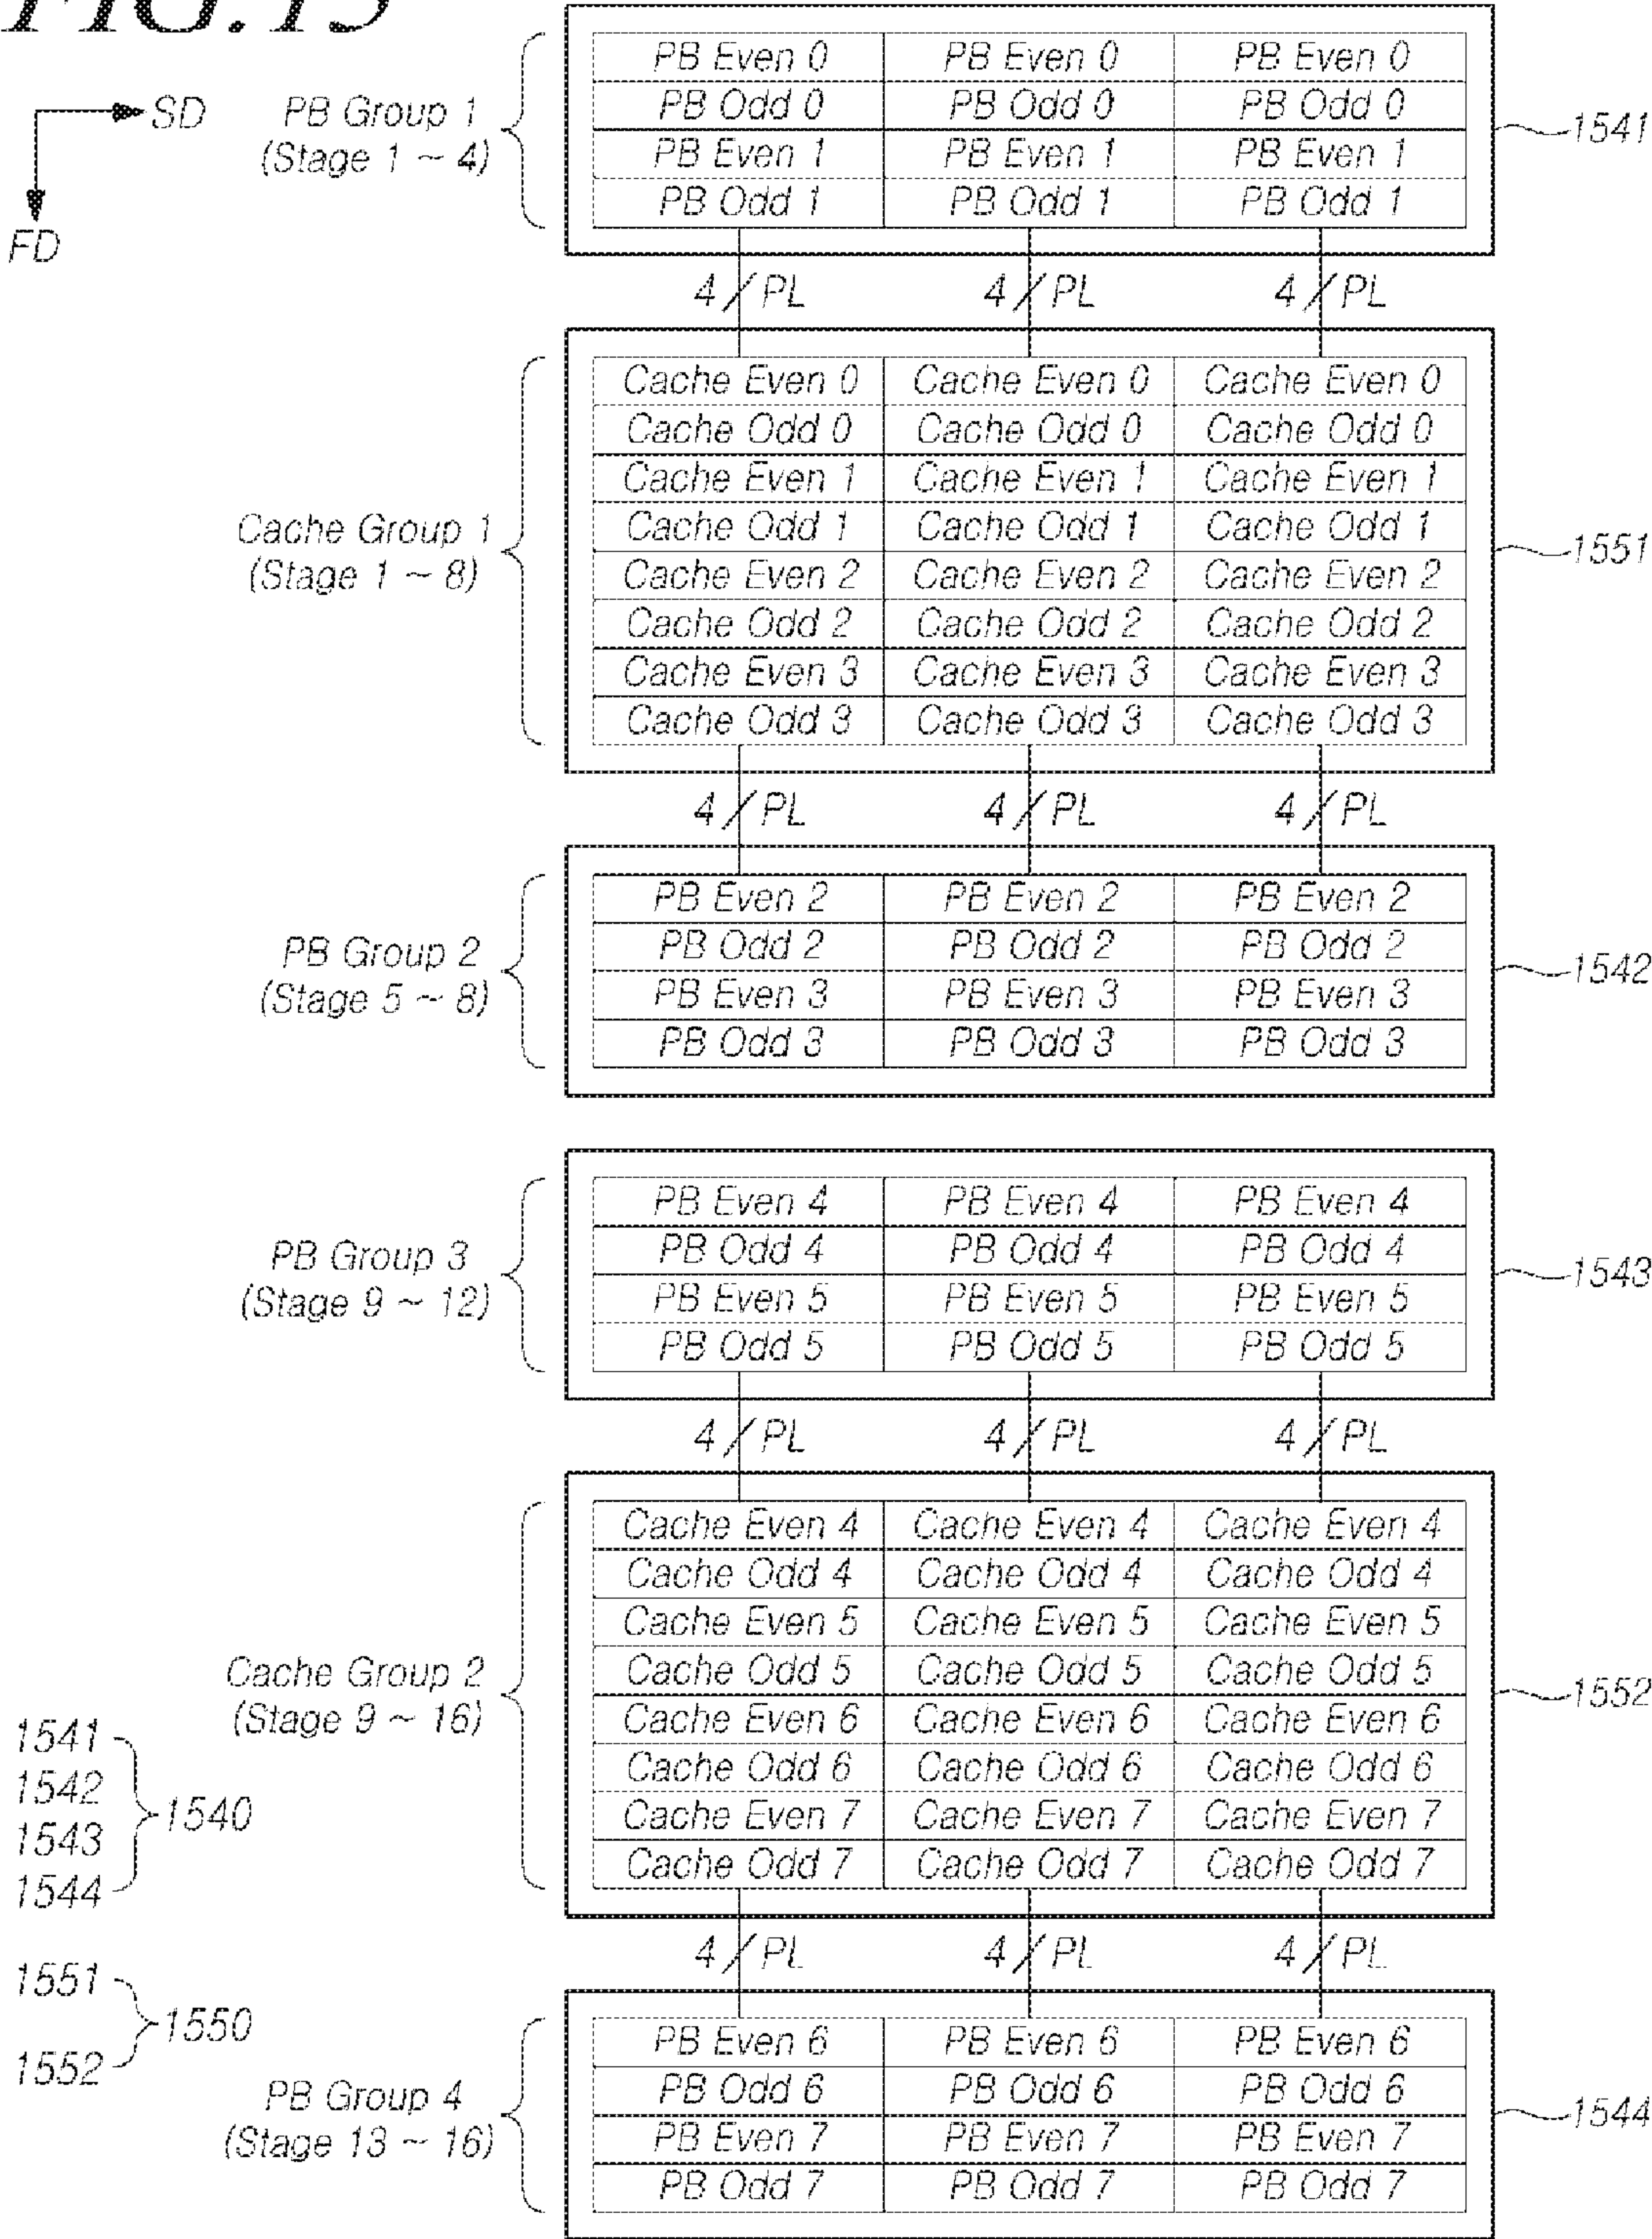 FIG. 15
PB Even 0 PB Even 0 PB Even 0
SD PB Group 1 PB Odd 0 PB Odd 0 PB Odd 0 1541
(Stage 1 ~ 4) PB Even 1 PB Even 1 PB Even 1
PB Odd 1 PB Odd 1 PB Odd 1
FD
4 PL 4 PL 4 PL
Cache Even 0 Cache Even 0 Cache Even 0
Cache Odd 0 Cache Odd 0 Cache Odd 0
Cache Even 1 Cache Even 1 Cache Even 1
Cache Group 1 Cache Odd 1 Cache Odd 1 Cache Odd 1 1551
(Stage 1 ~ 8) Cache Even 2 Cache Even 2 Cache Even 2
Cache Odd 2 Cache Odd 2 Cache Odd 2
Cache Even 3 Cache Even 3 Cache Even 3
Cache Odd 3 Cache Odd 3 Cache Odd 3
4 PL 4 PL 4 PL
PB Even 2 PB Even 2 PB Even 2
PB Group 2 PB Odd 2 PB Odd 2 PB Odd 2 1542
(Stage 5 ~ 8) PB Even 3 PB Even 3 PB Even 3
PB Odd 3 PB Odd 3 PB Odd 3
PB Even 4 PB Even 4 PB Even 4
PB Group 3 PB Odd 4 PB Odd 4 PB Odd 4 1543
(Stage 9 ~ 12) PB Even 5 PB Even 5 PB Even 5
PB Odd 5 PB Odd 5 PB Odd 5
4 PL 4 PL 4 PL
Cache Even 4 Cache Even 4 Cache Even 4
Cache Odd 4 Cache Odd 4 Cache Odd 4
Cache Even 5 Cache Even 5 Cache Even 5
Cache Group 2 Cache Odd 5 Cache Odd 5 Cache Odd 5 1552
(Stage 9 ~ 16) Cache Even 6 Cache Even 6 Cache Even 6
1541
Cache Odd 6 Cache Odd 6 Cache Odd 6
1542
1540 Cache Even 7 Cache Even 7 Cache Even 7
1543
Cache Odd 7 Cache Odd 7 Cache Odd 7
1544
4 PL 4 PL 4 PL
1551
1550
PB Even 6 PB Even 6 PB Even 6
1552
PB Group 4 PB Odd 6 PB Odd 6 PB Odd 6 1544
(Stage 13 ~ 16) PB Even 7 PB Even 7 PB Even 7
PB Odd 7 PB Odd 7 PB Odd 7